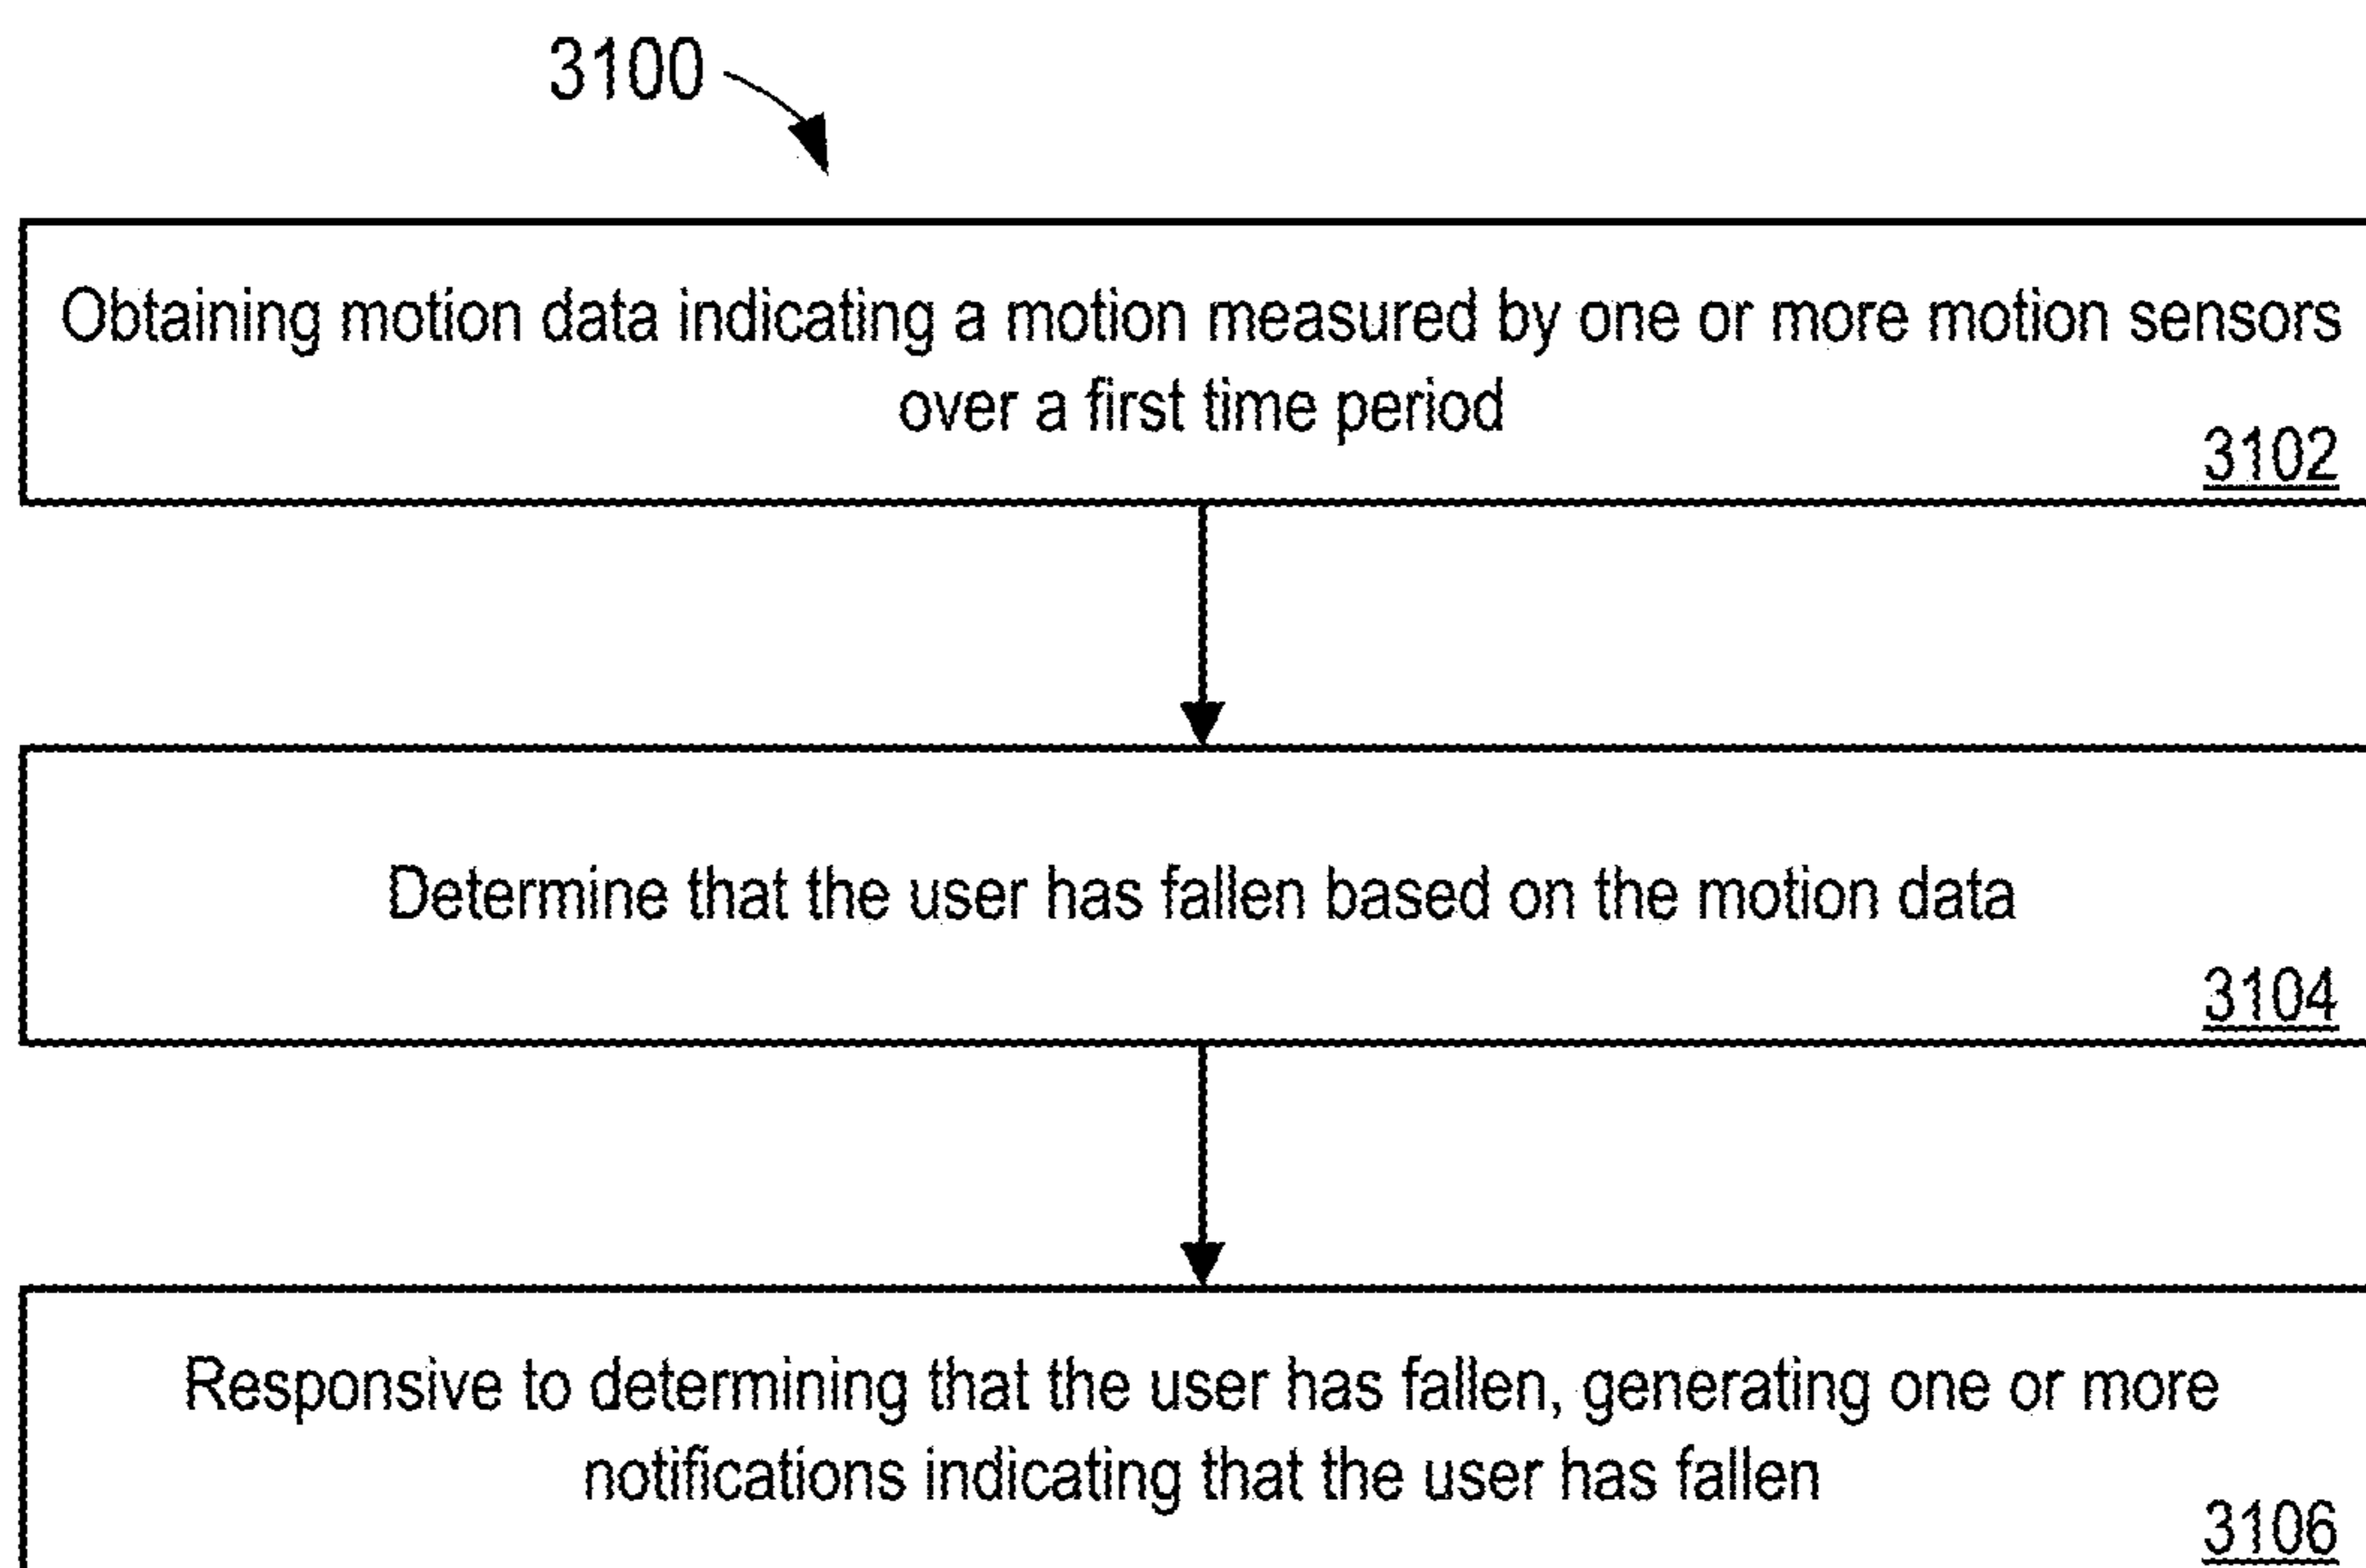 3100
Obtaining motion data indicating a motion measured by one or more motion sensors
over a first time period
3102
Determine that the user has fallen based on the motion data
3104
Responsive to determining that the user has fallen, generating one or more
notifications indicating that the user has fallen
3106